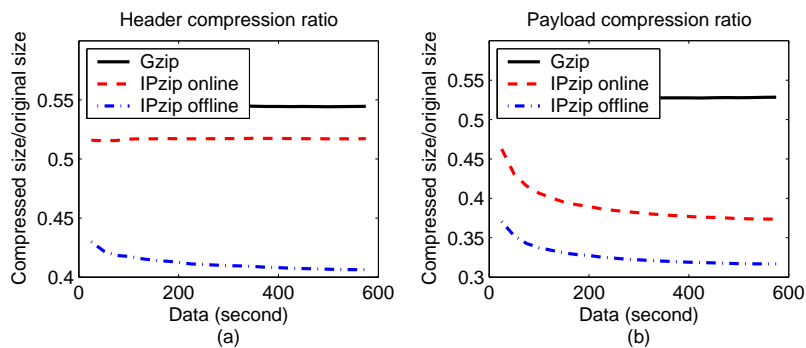 Header compression ratio
Compressed size/original size
0.55
0.5
0.45
0.4
0
200
400
600
Gzip
IPzip online
IPzip offline
Data (second)
(a)
Payload compression ratio
Compressed size/original size
0.55
0.5
0.45
0.4
0.35
0.3
0
200
400
600
Gzip
IPzip online
IPzip offline
Data (second)
(b)